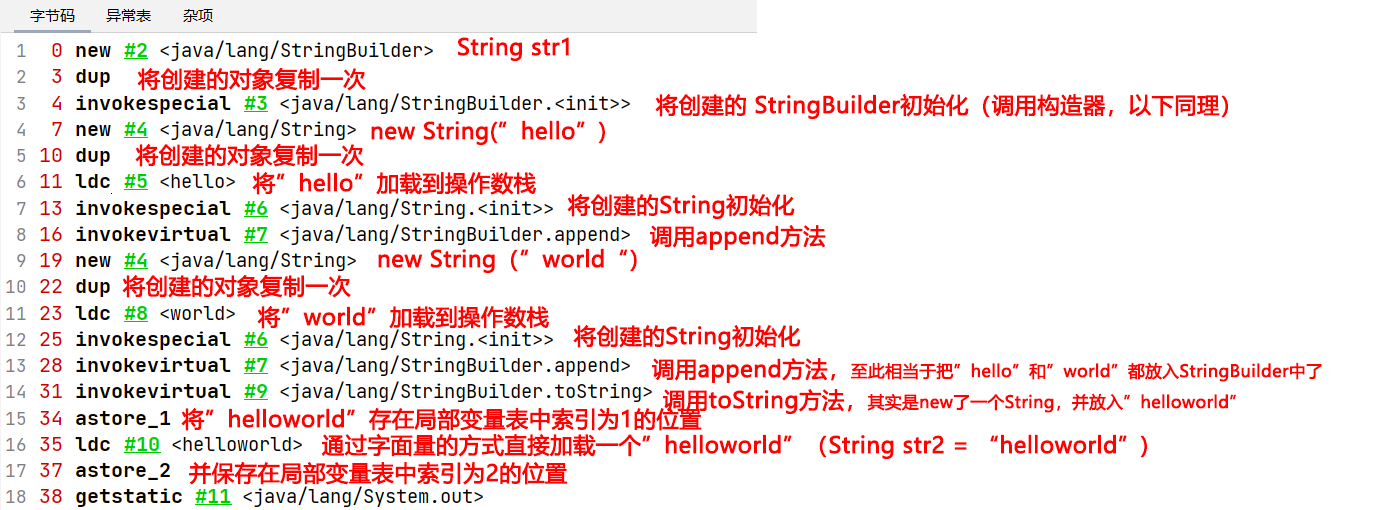 字节码 异常表 杂项
1 0 new #2 <java/lang/StringBuilder> String str1
2 3 dup 将创建的对象复制一次
3 4 invokespecial #3 <java/lang/StringBuilder.<init>> 将创建的 StringBuilder初始化（调用构造器，以下同理）
4 7 new #4 <java/lang/String> new String(”hello”)
5 10 dup 将创建的对象复制一次
6 11 ldc #5 <hello> 将”hello”加载到操作数栈
7 13 invokespecial #6 <java/lang/String.<init>> 将创建的String初始化
8 16 invokevirtual #7 <java/lang/StringBuilder.append> 调用append方法
9 19 new #4 <java/lang/String> new String（”world“）
10 22 dup 将创建的对象复制一次
11 23 ldc #8 <world> 将”world”加载到操作数栈
12 25 invokespecial #6 <java/lang/String.<init>> 将创建的String初始化
13 28 invokevirtual #7 <java/lang/StringBuilder.append> 调用append方法，至此相当于把”hello”和”world”都放入StringBuilder中了
14 31 invokevirtual #9 <java/lang/StringBuilder.toString> 调用toString方法，其实是new了一个String，并放入”helloworld”
15 34 astore_1 将”helloworld”存在局部变量表中索引为1的位置
16 35 ldc #10 <helloworld> 通过字面量的方式直接加载一个”helloworld”（String str2 = “helloworld”）
17 37 astore_2 并保存在局部变量表中索引为2的位置
18 38 getstatic #11 <java/lang/System.out>